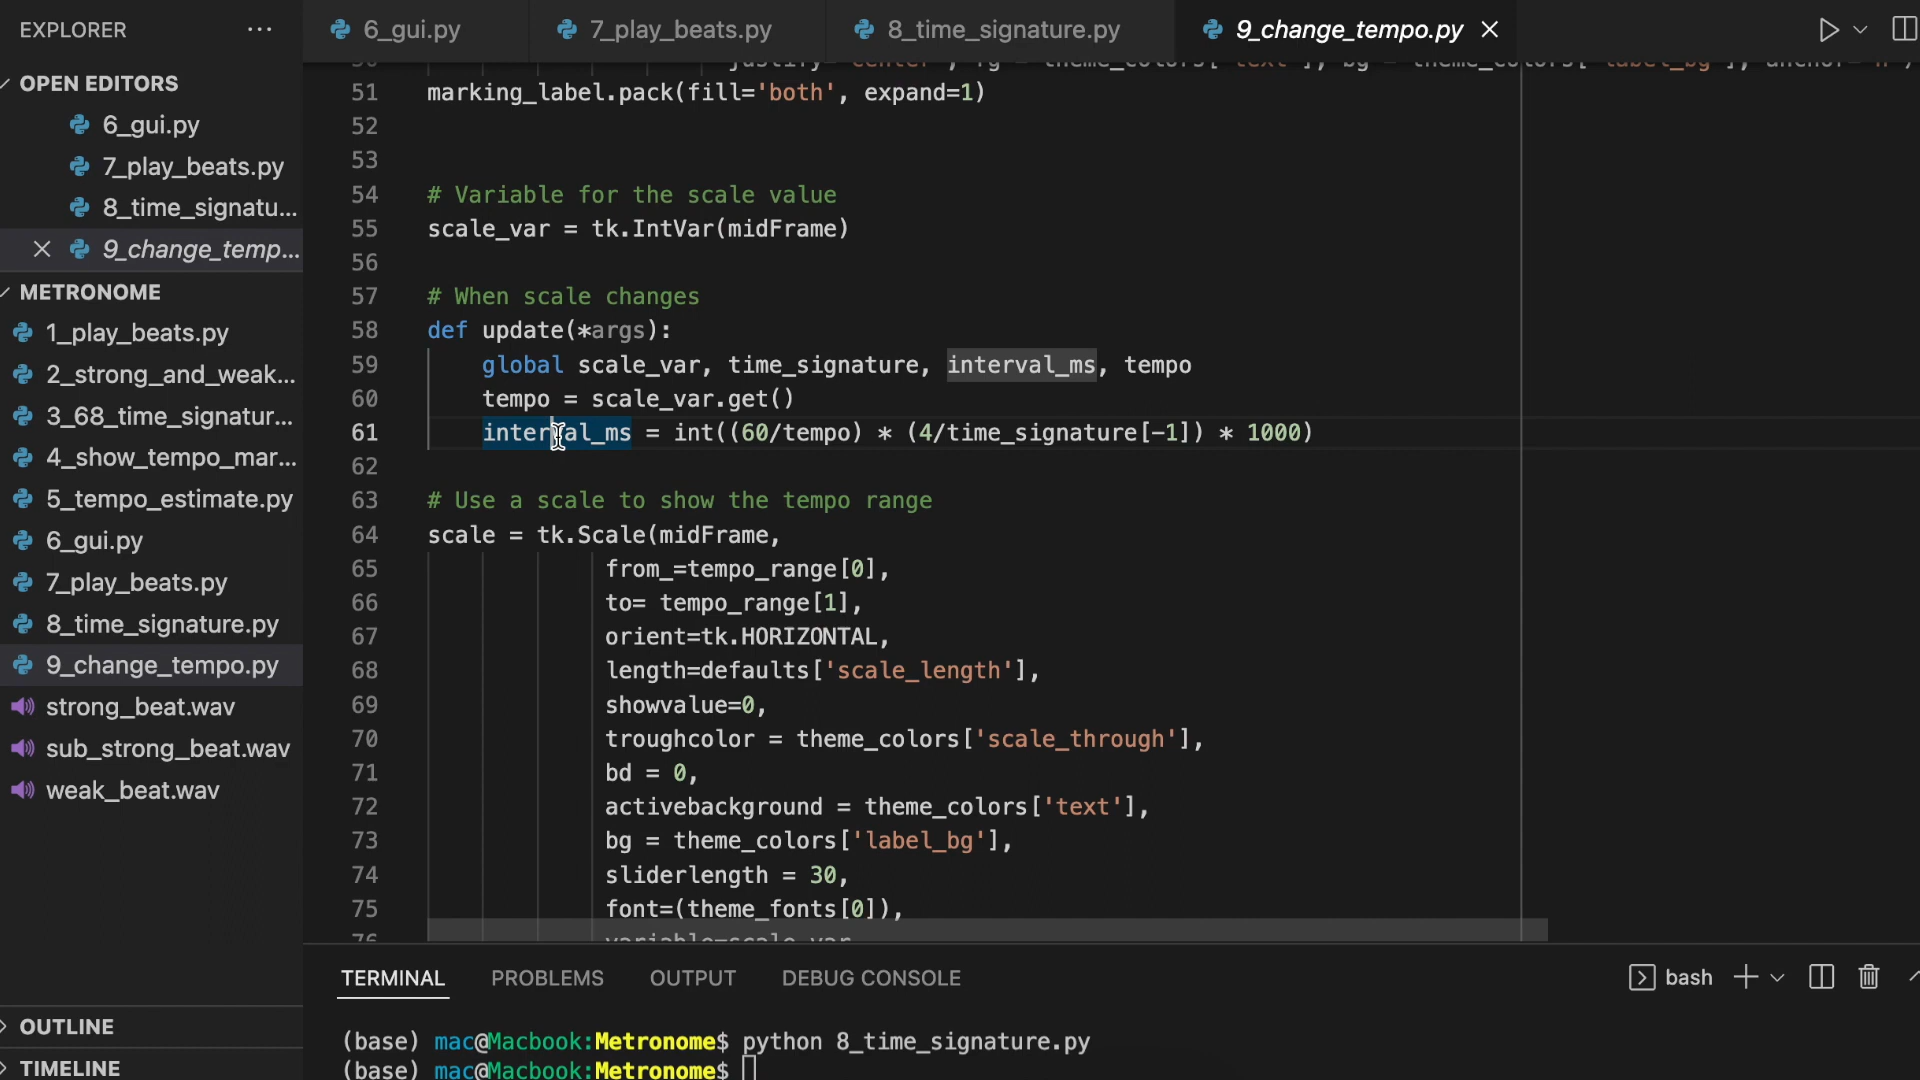 EXPLORER
6_gui.py
7_play_beats.py
8_time_signature.py
9_change_tempo.py
OPEN EDITORS
6_gui.py
7_play_beats.py
8_time_signatu...
9_change_temp...
METRONOME
1_play_beats.py
2_strong_and_weak...
3_68_time_signatur...
4_show_tempo_mar...
5_tempo_estimate.py
6_gui.py
7_play_beats.py
8_time_signature.py
9_change_tempo.py
strong_beat.wav
sub_strong_beat.wav
weak_beat.wav
OUTLINE
TIMELINE
51 marking_label.pack(fill='both', expand=1)
52
53
54 # Variable for the scale value
55 scale_var = tk.IntVar(midFrame)
56
57 # When scale changes
58 def update(*args):
59 global scale_var, time_signature, interval_ms, tempo
60 tempo = scale_var.get()
61 interval_ms = int((60/tempo) * (4/time_signature[-1]) * 1000)
62
63 # Use a scale to show the tempo range
64 scale = tk.Scale(midFrame,
65 from_=tempo_range[0],
66 to= tempo_range[1],
67 orient=tk.HORIZONTAL,
68 length=defaults['scale_length'],
69 showvalue=0,
70 troughcolor = theme_colors['scale_through'],
71 bd = 0,
72 activebackground = theme_colors['text'],
73 bg = theme_colors['label_bg'],
74 sliderlength = 30,
75 font=(theme_fonts[0]),
TERMINAL
PROBLEMS
OUTPUT
DEBUG CONSOLE
bash
(base) mac@Macbook:Metronome$ python 8_time_signature.py
(base) mac@Macbook:Metronome$